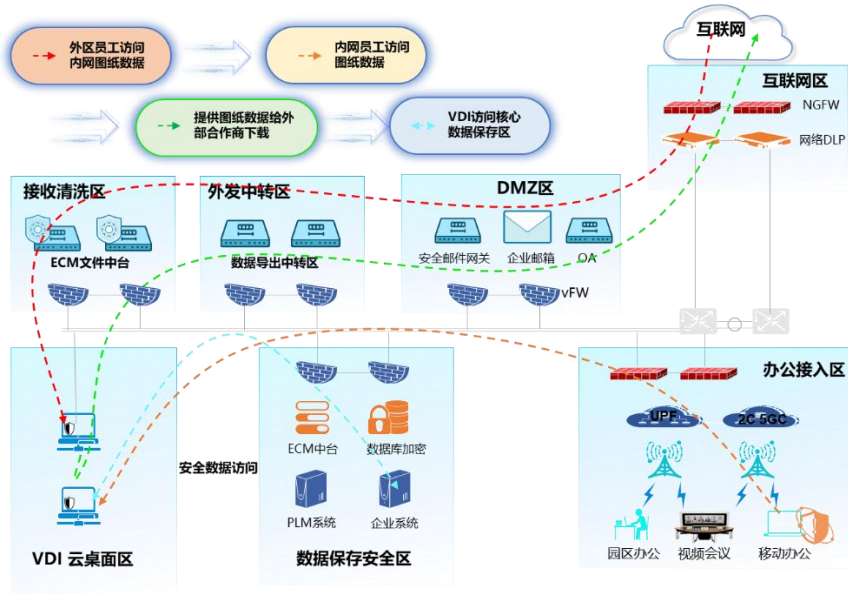 外区员工访问
内网图纸数据
内网员工访问
图纸数据
提供图纸数据给外
部合作商下载
VDI访问核心
数据保存区
互联网
互联网区
NGFW
网络DLP
接收清洗区
ECM文件中台
外发中转区
数据导出中转区
DMZ区
安全邮件网关
企业邮箱
OA
vFW
办公接入区
UPF
2C 5GC
园区办公
视频会议
移动办公
安全数据访问
ECM中台
数据库加密
PLM系统
企业系统
VDI 云桌面区
数据保存安全区